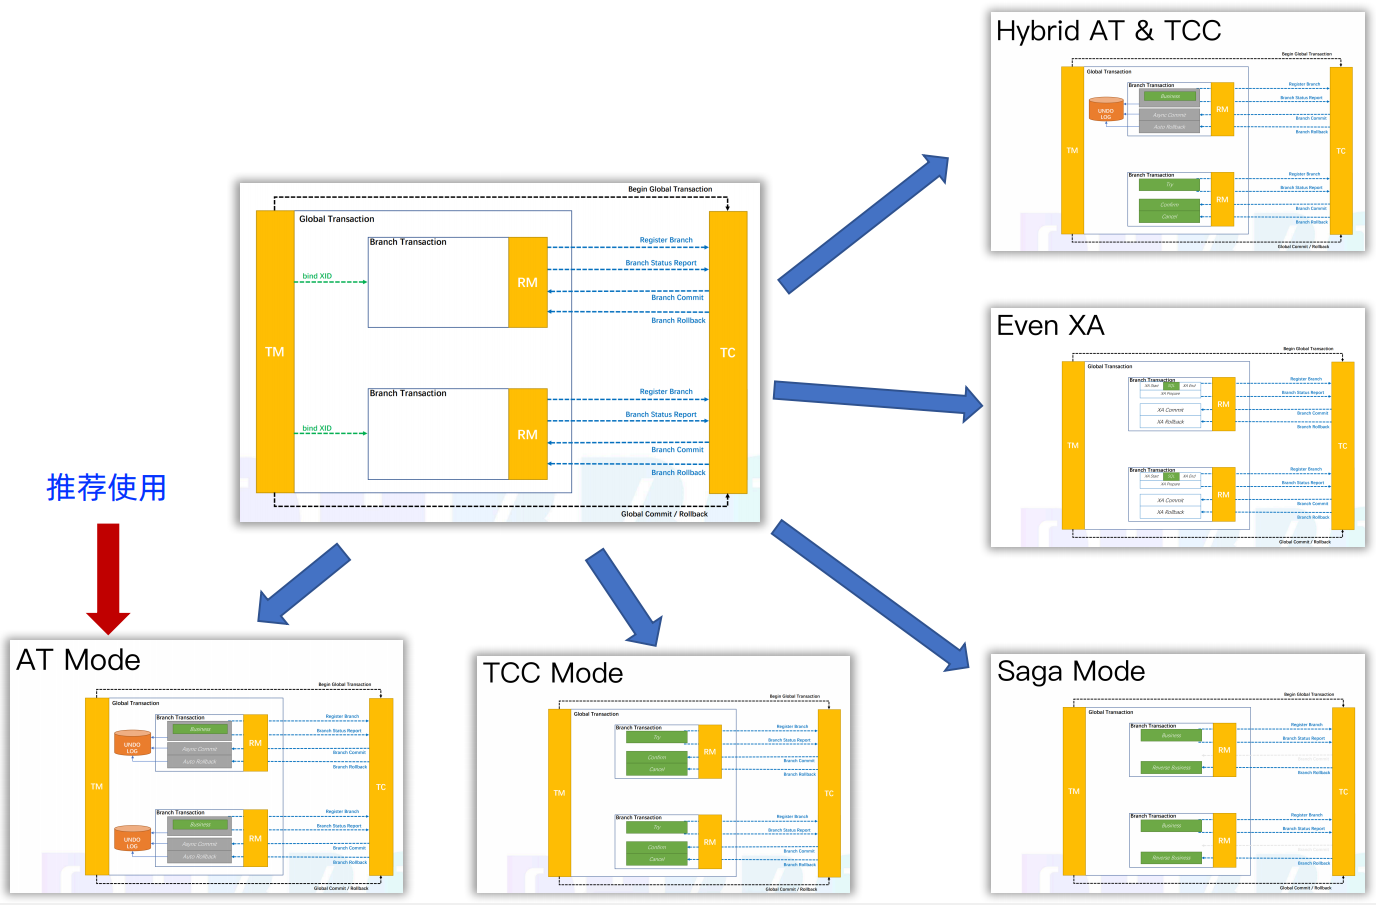 Begin Global Transaction
Global Transaction
Branch Transaction
Register Branch
Branch Status Report
bind XID
RM
Branch Commit
Branch Rollback
TM
TC
Branch Transaction
Register Branch
Branch Status Report
bind XID
RM
Branch Commit
Branch Rollback
Global Commit / Rollback
推荐使用
Hybrid AT & TCC
Begin Global Transaction
Global Transaction
Branch Transaction
Register Branch
Business
Branch Status Report
UNDO
LOG
RM
Async Commit
Branch Commit
Auto Rollback
Branch Rollback
TM
TC
Branch Transaction
Register Branch
Try
Branch Status Report
RM
Confirm
Branch Commit
Cancel
Branch Rollback
Global Commit / Rollback
Even XA
Begin Global Transaction
Global Transaction
Branch Transaction
Register Branch
XA Start
XA End
Branch Status Report
XA Prepare
RM
XA Commit
Branch Commit
XA Rollback
Branch Rollback
TM
TC
Branch Transaction
Register Branch
XA Start
XA End
Branch Status Report
XA Prepare
RM
XA Commit
Branch Commit
XA Rollback
Branch Rollback
Global Commit / Rollback
AT Mode
Begin Global Transaction
Global Transaction
Branch Transaction
Register Branch
Business
Branch Status Report
UNDO
LOG
RM
Async Commit
Branch Commit
Auto Rollback
Branch Rollback
TM
TC
Branch Transaction
Register Branch
Business
Branch Status Report
UNDO
LOG
RM
Async Commit
Branch Commit
Auto Rollback
Branch Rollback
Global Commit / Rollback
TCC Mode
Begin Global Transaction
Global Transaction
Branch Transaction
Register Branch
Try
Branch Status Report
RM
Confirm
Branch Commit
Cancel
Branch Rollback
TM
TC
Branch Transaction
Register Branch
Try
Branch Status Report
RM
Confirm
Branch Commit
Cancel
Branch Rollback
Global Commit / Rollback
Saga Mode
Begin Global Transaction
Global Transaction
Branch Transaction
Register Branch
Business
Branch Status Report
RM
Reverse Business
Branch Rollback
TM
TC
Branch Transaction
Register Branch
Business
Branch Status Report
RM
Reverse Business
Branch Rollback
Global Commit / Rollback